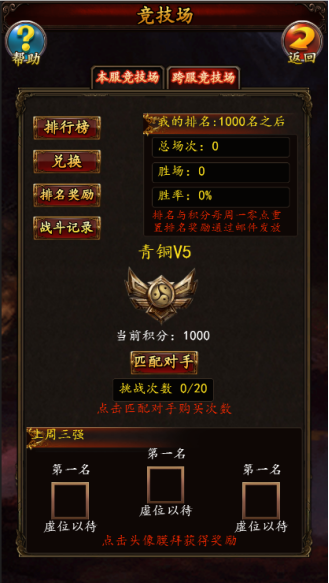 竞技场
帮助
返回
本服竞技场 跨服竞技场
排行榜
兑换
排名奖励
战斗记录
我的排名:1000名之后
总场次: 0
胜场: 0
胜率: 0%
排名与积分每周一零点重
置排名奖励通过邮件发放
青铜V5
当前积分: 1000
匹配对手
挑战次数 0/20
点击匹配对手购买次数
上周三强
第一名 第一名 第一名
虚位以待 虚位以待 虚位以待
点击头像膜拜获得奖励